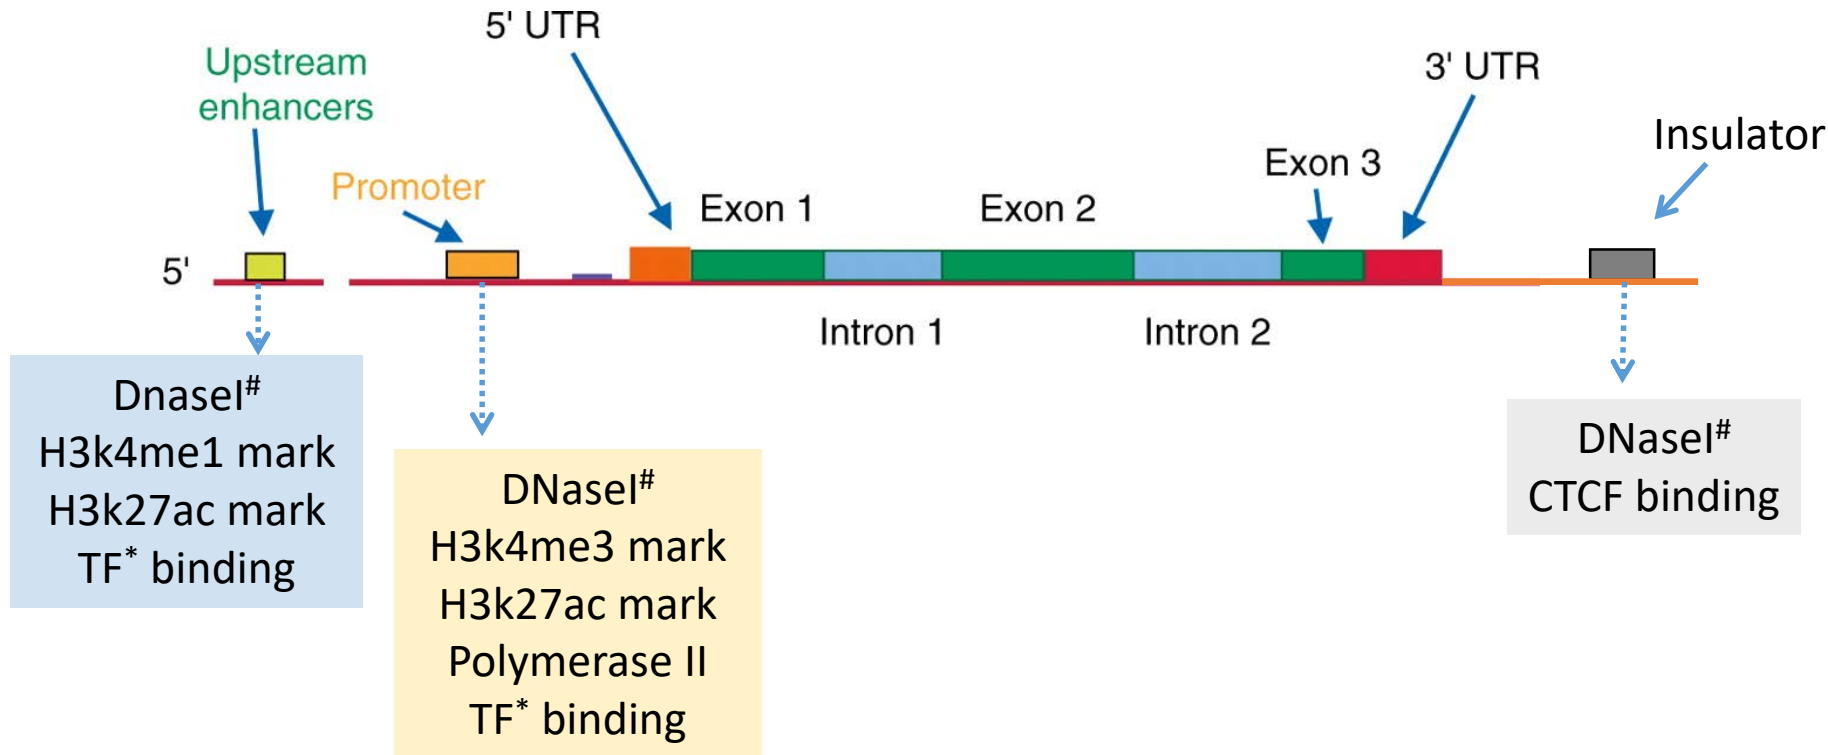 5' UTR
Upstream
enhancers
3' UTR
Insulator
Promoter
Exon 1
Exon 2
Exon 3
5'
Intron 1
Intron 2
DnaseI#
H3k4me1 mark
H3k27ac mark
TF* binding
DNaseI#
H3k4me3 mark
H3k27ac mark
Polymerase II
TF* binding
DNaseI#
CTCF binding